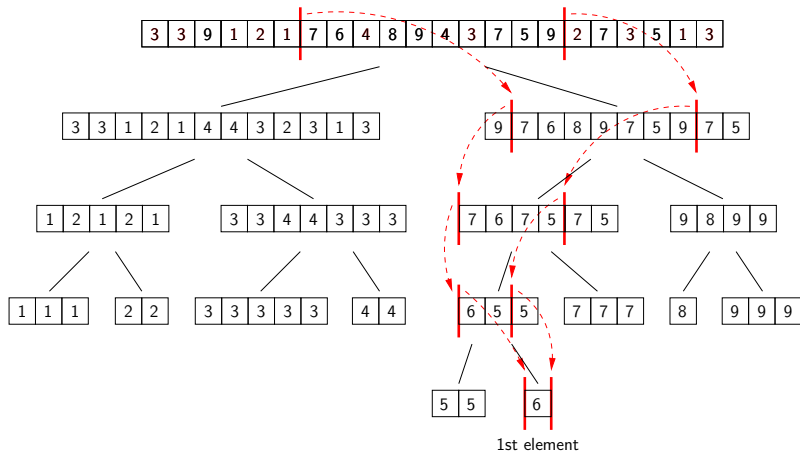 3 3 9 1 2 1 7 6 4 8 9 4 3 7 5 9 2 7 3 5 1 3
3 3 1 2 1 4 4 3 2 3 1 3 9 7 6 8 9 7 5 9 7 5
1 2 1 2 1 3 3 4 4 3 3 3 7 6 7 5 7 5 9 8 9 9
1 1 1 2 2 3 3 3 3 3 4 4 6 5 5 7 7 7 8 9 9 9
5 5 6
1st element